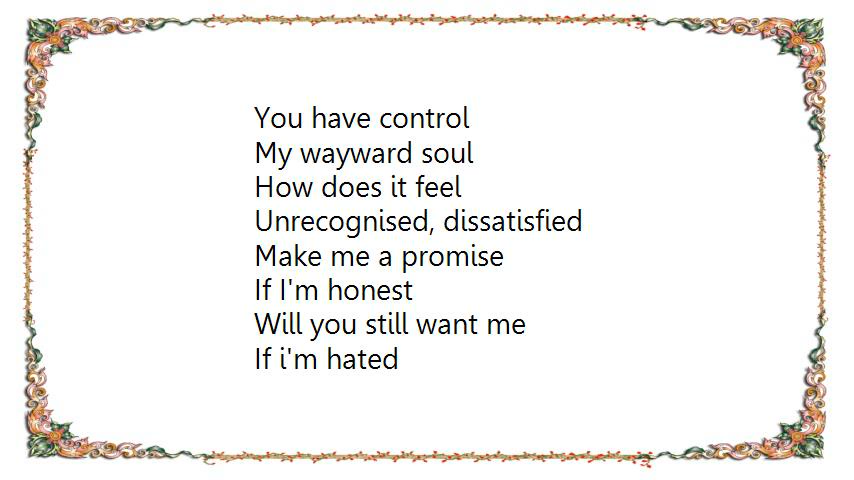 You have control
My wayward soul
How does it feel
Unrecognised, dissatisfied
Make me a promise
If I'm honest
Will you still want me
If i'm hated